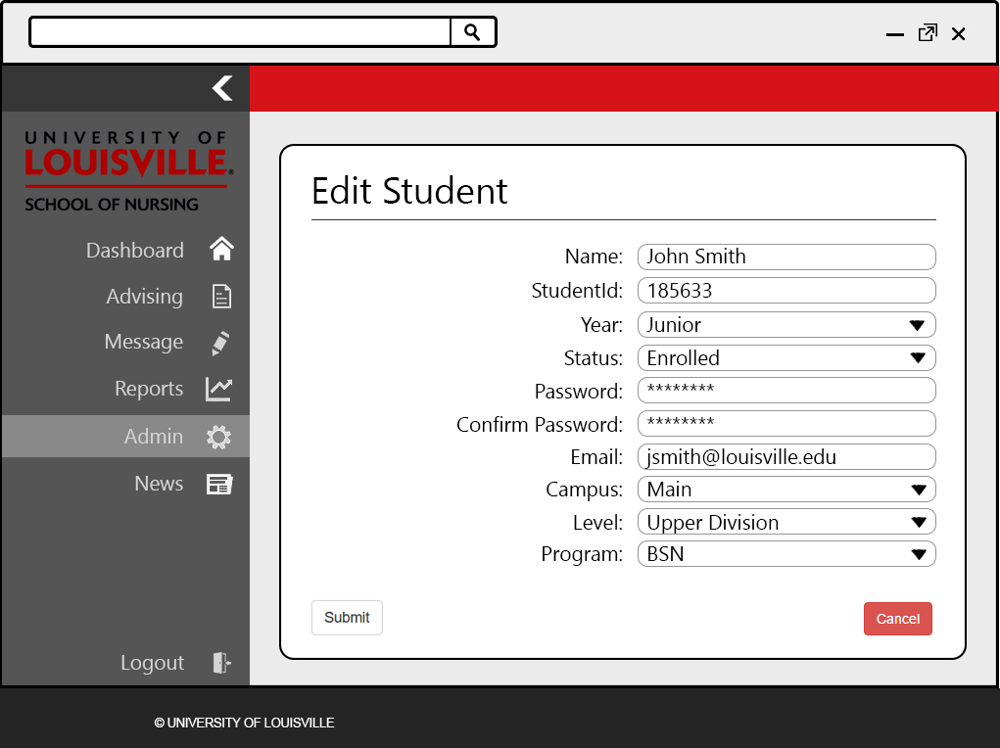 UNIVERSITY OF
LOUISVILLE.
SCHOOL OF NURSING
Dashboard
Advising
Message
Reports
Admin
News
Logout
Edit Student
Name: John Smith
StudentId: 185633
Year: Junior
Status: Enrolled
Password: ********
Confirm Password: ********
Email: jsmith@louisville.edu
Campus: Main
Level: Upper Division
Program: BSN
Submit Cancel
© UNIVERSITY OF LOUISVILLE